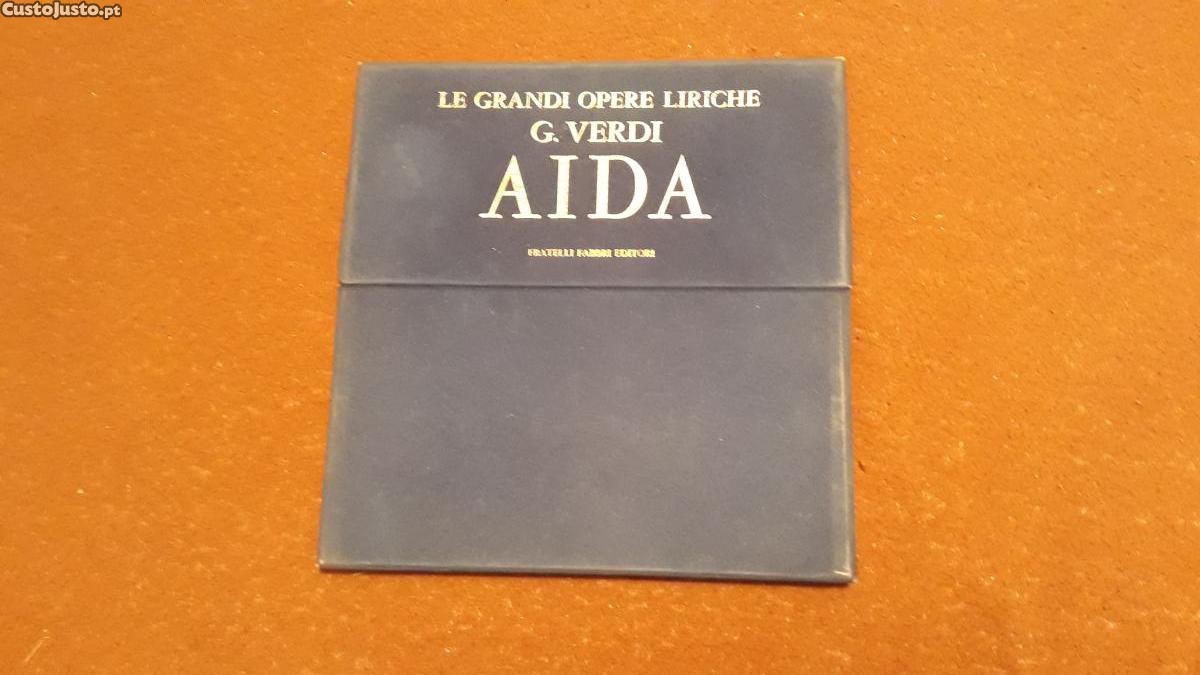 CustoJusto.pt
LE GRANDI OPERE LIRICHE
G. VERDI
AIDA
FRATELLI FABBRI EDITORI